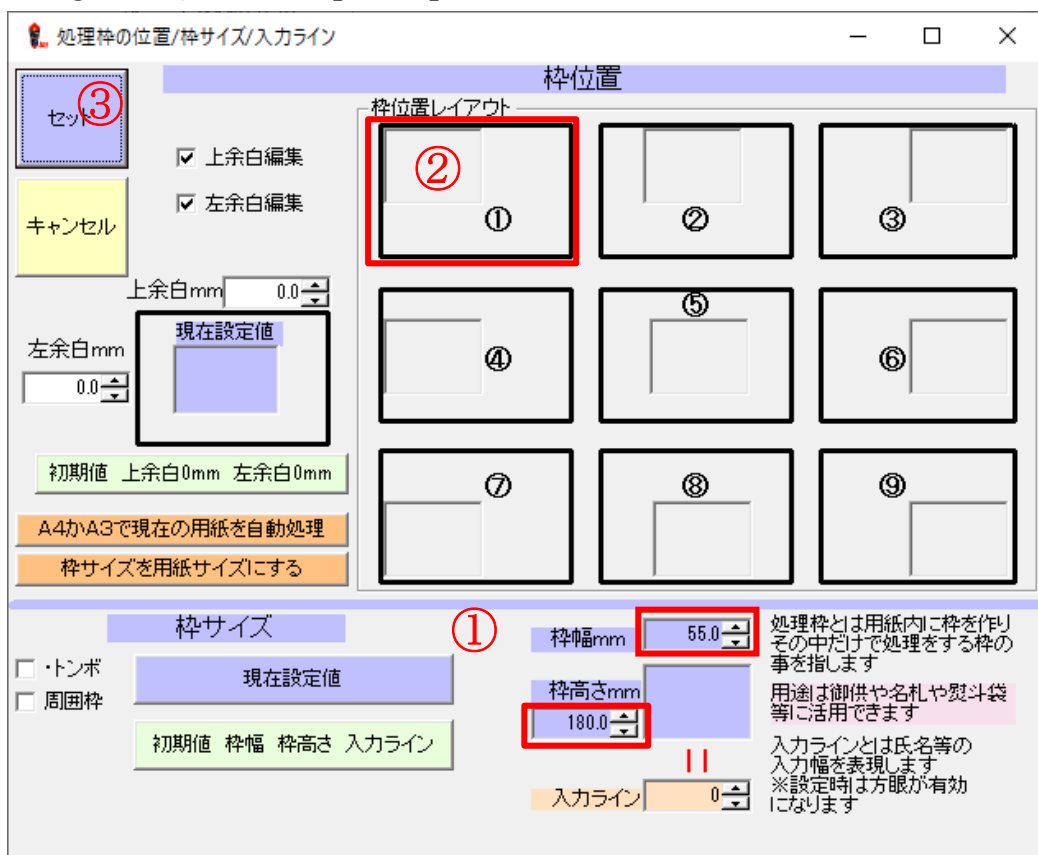 処理枠の位置/枠サイズ/入力ライン
枠位置
セット
③
上余白編集
左余白編集
キャンセル
枠位置レイアウト
②
①
②
③
④
⑤
⑥
⑦
⑧
⑨
上余白mm
0.0
左余白mm
0.0
現在設定値
初期値 上余白0mm 左余白0mm
A4かA3で現在の用紙を自動処理
枠サイズを用紙サイズにする
枠サイズ
・トンボ
周囲枠
現在設定値
初期値 枠幅 枠高さ 入力ライン
①
枠幅mm
55.0
枠高さmm
180.0
入力ライン
0
処理枠とは用紙内に枠を作り
その中だけで処理をする枠の
事を指します
用途は御供や名札や熨斗袋
等に活用できます
入力ラインとは氏名等の
入力幅を表現します
※設定時は方眼が有効
になります